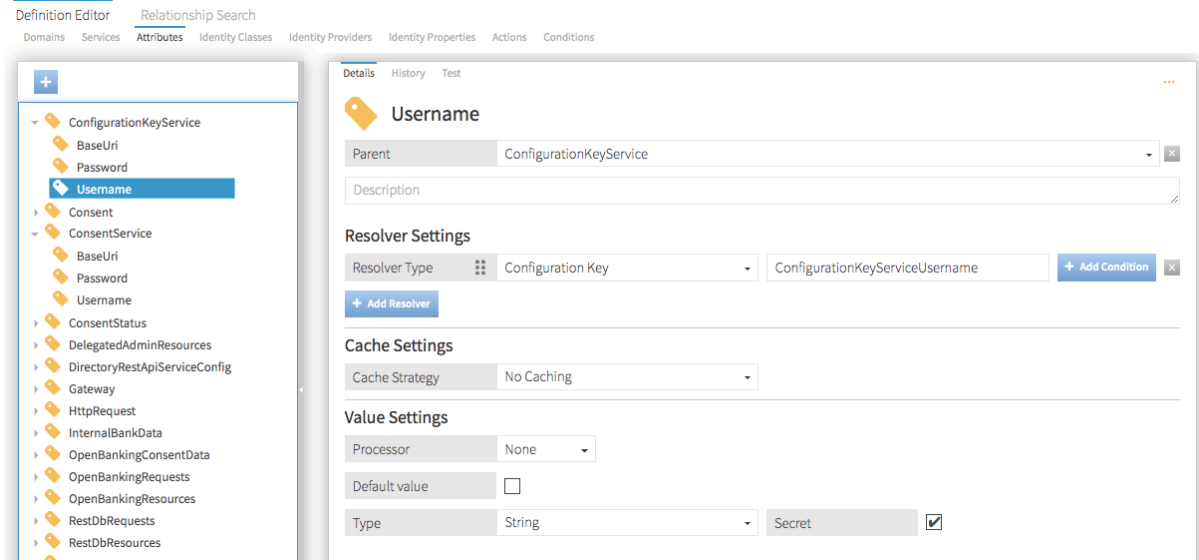 Definition Editor Relationship Search
Domains Services Attributes Identity Classes Identity Providers Identity Properties Actions Conditions
+
ConfigurationKeyService
BaseUri
Password
Username
Consent
ConsentService
BaseUri
Password
Username
ConsentStatus
DelegatedAdminResources
DirectoryRestApiServiceConfig
Gateway
HttpRequest
InternalBankData
OpenBankingConsentData
OpenBankingRequests
OpenBankingResources
RestDbRequests
RestDbResources
Details History Test
...
Username
Parent ConfigurationKeyService x
Description
Resolver Settings
Resolver Type Configuration Key ConfigurationKeyServiceUsername + Add Condition x
+ Add Resolver
Cache Settings
Cache Strategy No Caching
Value Settings
Processor None
Default value
Type String Secret